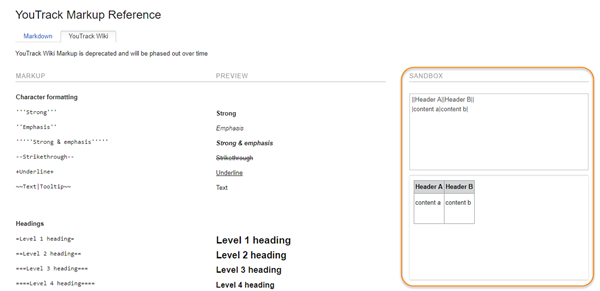 YouTrack Markup Reference
Markdown YouTrack Wiki
YouTrack Wiki Markup is deprecated and will be phased out over time
MARKUP PREVIEW
Character formatting
'''Strong''' Strong
''Emphasis'' Emphasis
'''''Strong & emphasis''''' Strong & emphasis
--Strikethrough-- Strikethrough
+Underline+ Underline
~~Text|Tooltip~~ Text
Headings
=Level 1 heading= Level 1 heading
==Level 2 heading== Level 2 heading
===Level 3 heading=== Level 3 heading
====Level 4 heading==== Level 4 heading
SANDBOX
||Header A||Header B||
|content a|content b|
Header A Header B
content a content b